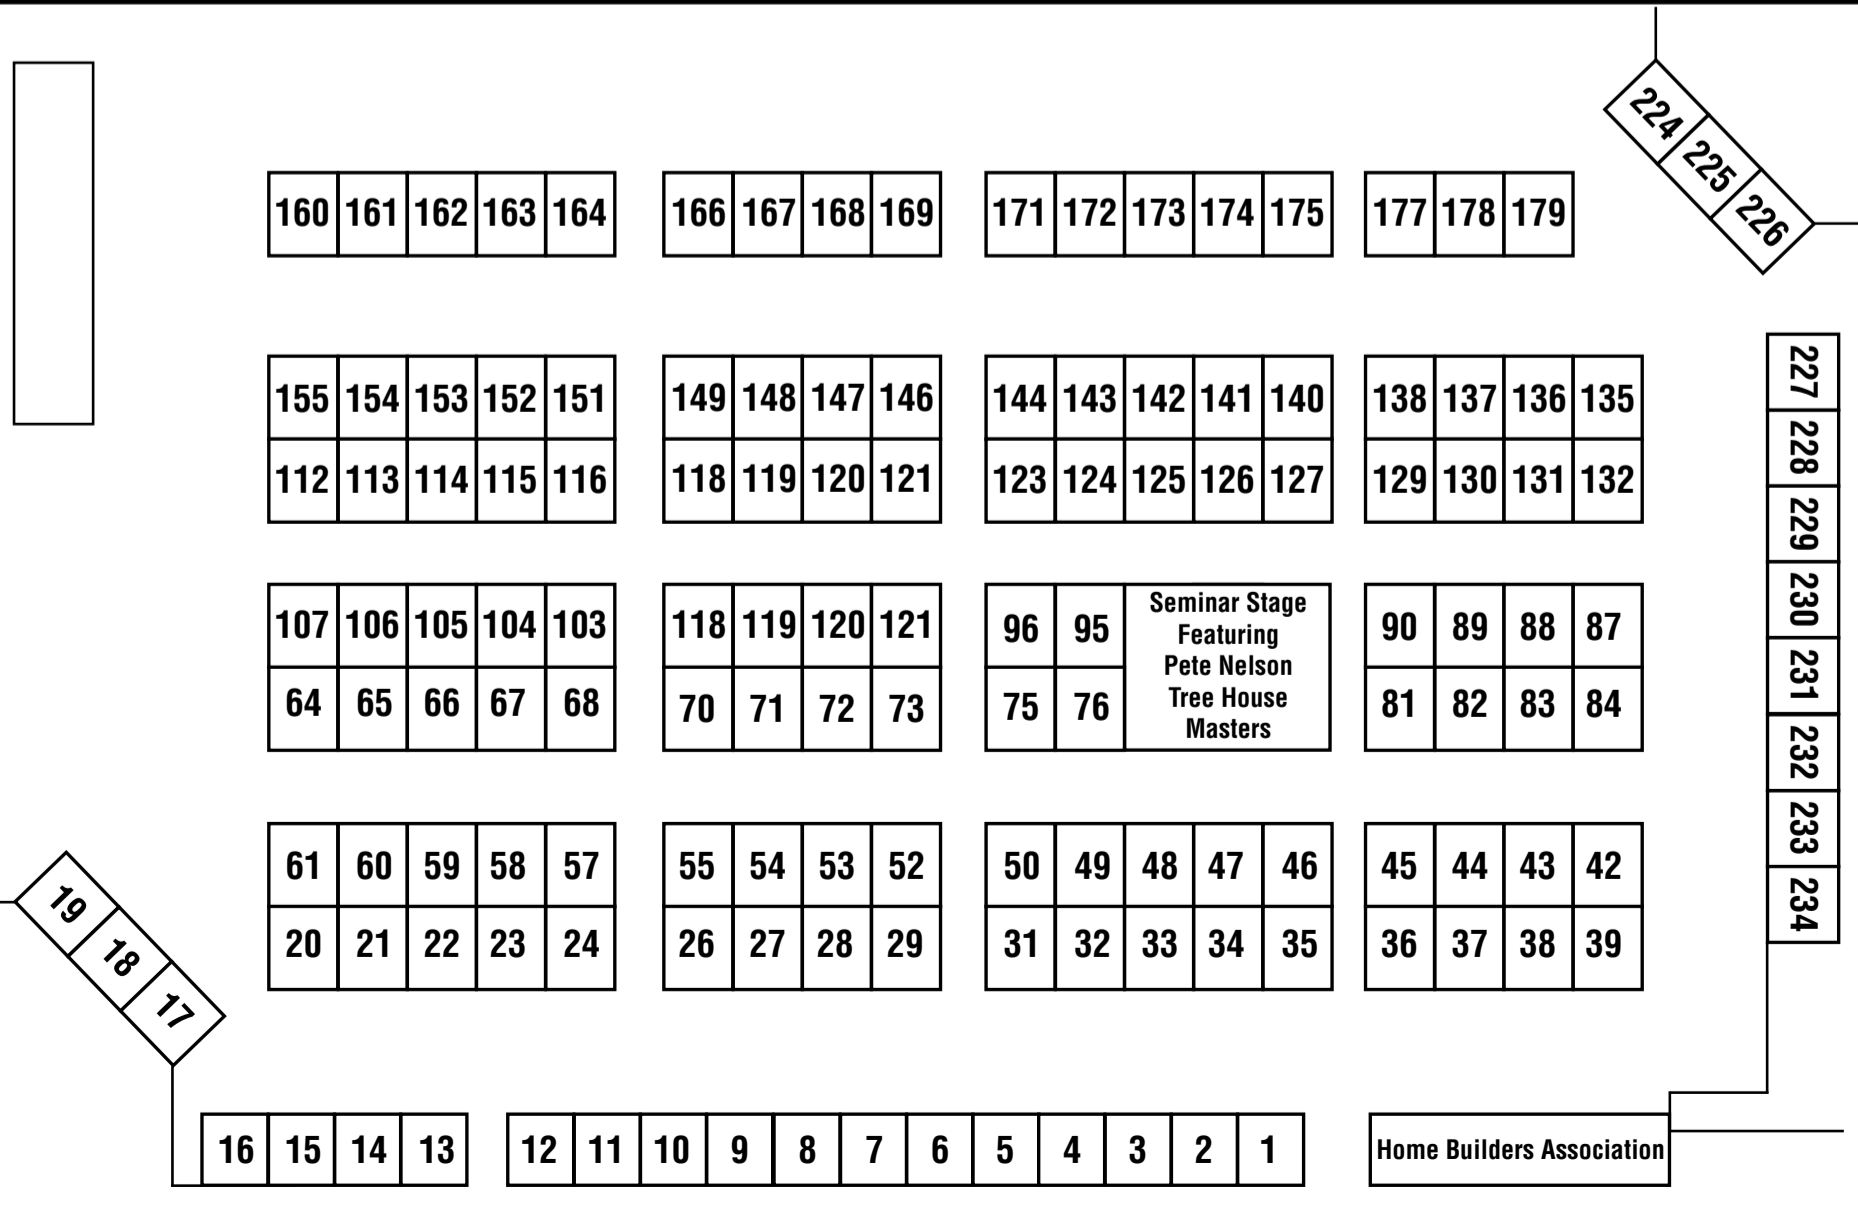 224
225
226
160 161 162 163 164 166 167 168 169 171 172 173 174 175 177 178 179
155 154 153 152 151 149 148 147 146 144 143 142 141 140 138 137 136 135
112 113 114 115 116 118 119 120 121 123 124 125 126 127 129 130 131 132
107 106 105 104 103 118 119 120 121 96 95 90 89 88 87
64 65 66 67 68 70 71 72 73 75 76 81 82 83 84
Seminar Stage
Featuring
Pete Nelson
Tree House
Masters
227
228
229
230
231
232
233
234
61 60 59 58 57 55 54 53 52 50 49 48 47 46 45 44 43 42
20 21 22 23 24 26 27 28 29 31 32 33 34 35 36 37 38 39
19
18
17
16 15 14 13 12 11 10 9 8 7 6 5 4 3 2 1 Home Builders Association